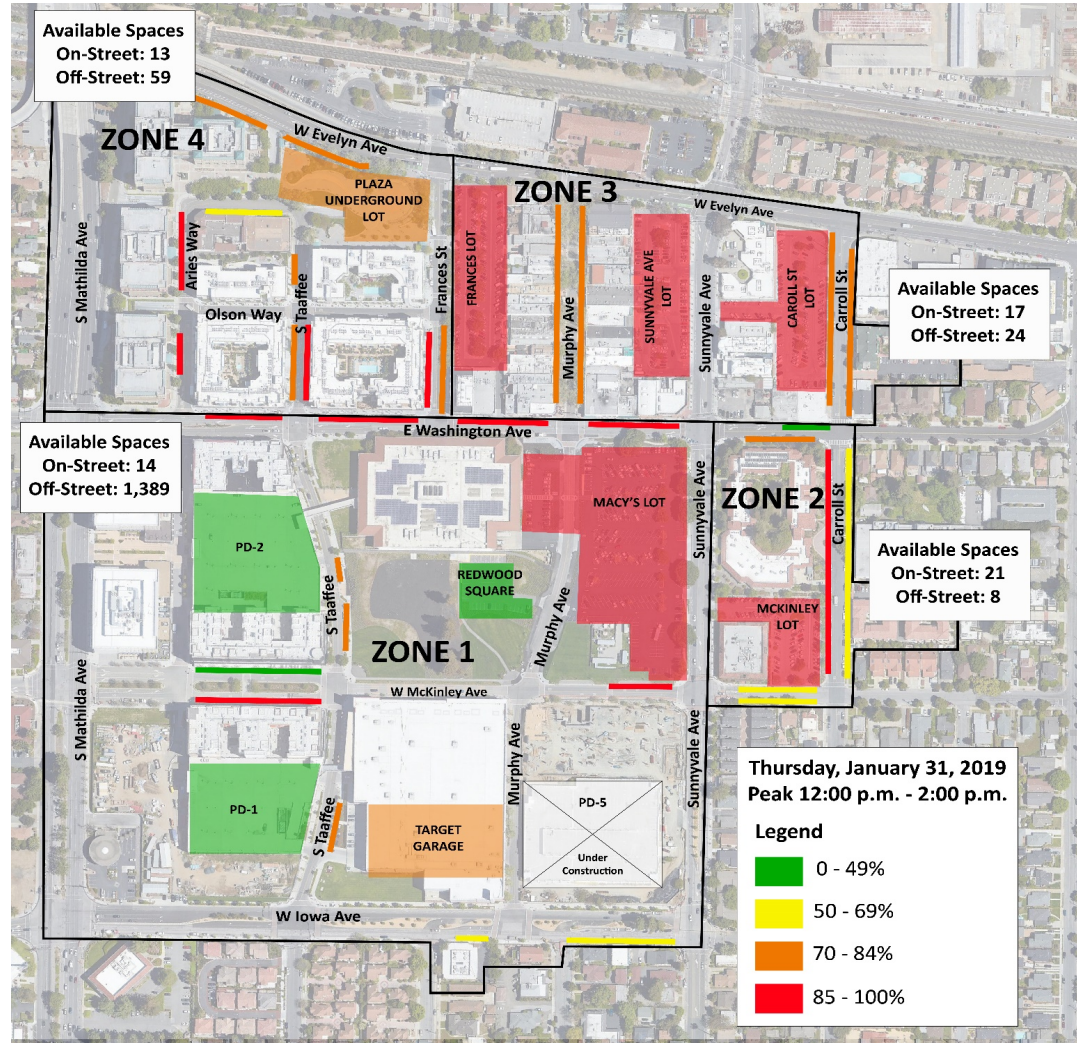 Available Spaces
On-Street: 13
Off-Street: 59
ZONE 4
W Evelyn Ave
PLAZA
UNDERGROUND
LOT
ZONE 3
W Evelyn Ave
S Mathilda Ave
Aries Way
S Taaffee
Frances St
FRANCES LOT
Murphy Ave
SUNNYVALE AVE
LOT
Sunnyvale Ave
CAROLL ST
LOT
Carroll St
Olson Way
Available Spaces
On-Street: 17
Off-Street: 24
E Washington Ave
Available Spaces
On-Street: 14
Off-Street: 1,389
MACY'S LOT
Sunnyvale Ave
ZONE 2
Carroll St
PD-2
REDWOOD
SQUARE
S Taaffee
Murphy Ave
ZONE 1
MCKINLEY
LOT
Available Spaces
On-Street: 21
Off-Street: 8
W McKinley Ave
S Mathilda Ave
Murphy Ave
Sunnyvale Ave
PD-1
S Taaffee
TARGET
GARAGE
PD-5
Under
Construction
W Iowa Ave
Thursday, January 31, 2019
Peak 12:00 p.m. - 2:00 p.m.
Legend
0 - 49%
50 - 69%
70 - 84%
85 - 100%